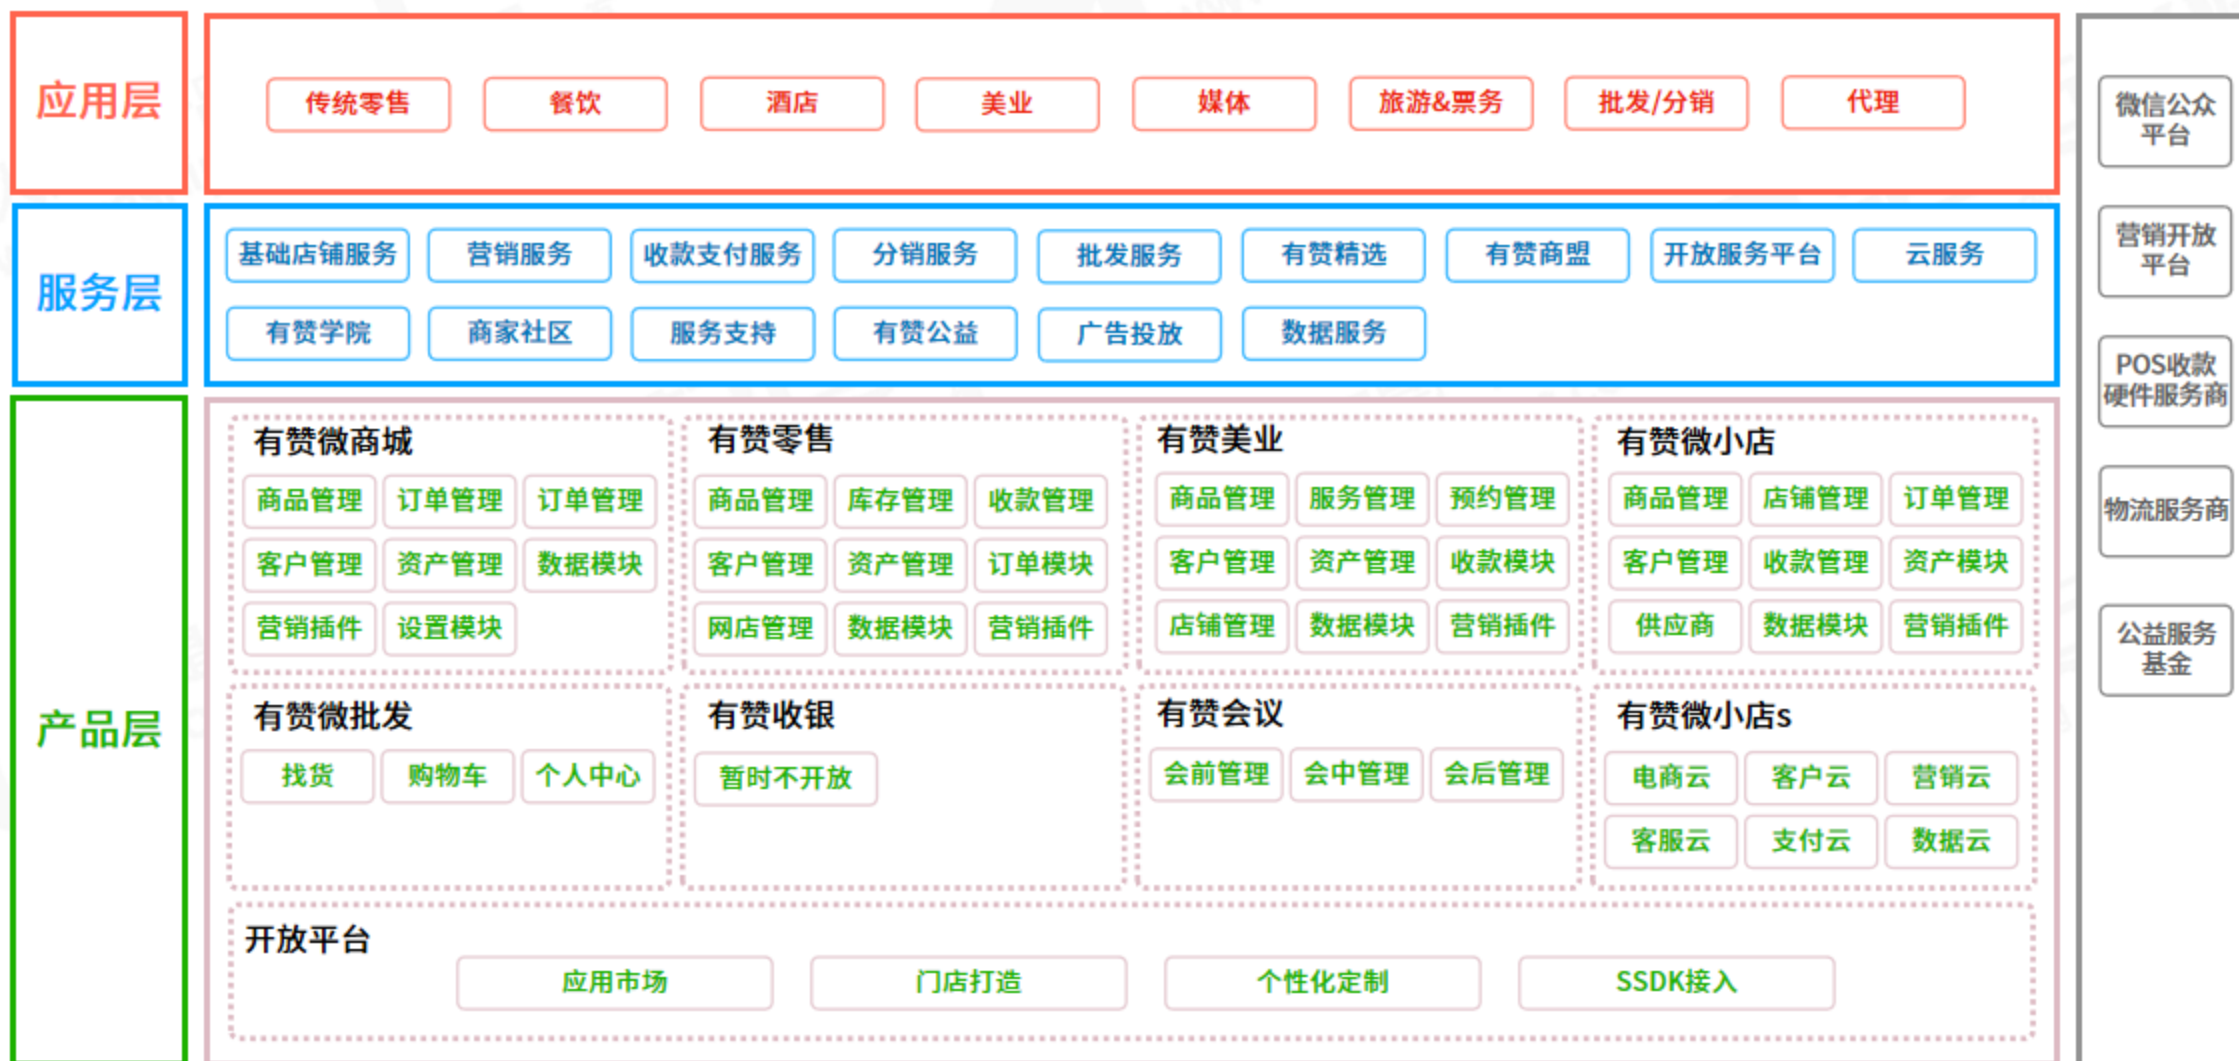 应用层
传统零售
餐饮
酒店
美业
媒体
旅游&票务
批发/分销
代理
服务层
基础店铺服务
营销服务
收款支付服务
分销服务
批发服务
有赞精选
有赞商盟
开放服务平台
云服务
有赞学院
商家社区
服务支持
有赞公益
广告投放
数据服务
产品层
有赞微商城
商品管理
订单管理
订单管理
客户管理
资产管理
数据模块
营销插件
设置模块
有赞零售
商品管理
库存管理
收款管理
客户管理
资产管理
订单模块
网店管理
数据模块
营销插件
有赞美业
商品管理
服务管理
预约管理
客户管理
资产管理
收款模块
店铺管理
数据模块
营销插件
有赞微小店
商品管理
店铺管理
订单管理
客户管理
收款管理
资产模块
供应商
数据模块
营销插件
有赞微批发
找货
购物车
个人中心
有赞收银
暂时不开放
有赞会议
会前管理
会中管理
会后管理
有赞微小店s
电商云
客户云
营销云
客服云
支付云
数据云
开放平台
应用市场
门店打造
个性化定制
SSDK接入
微信公众
平台
营销开放
平台
POS收款
硬件服务商
物流服务商
公益服务
基金